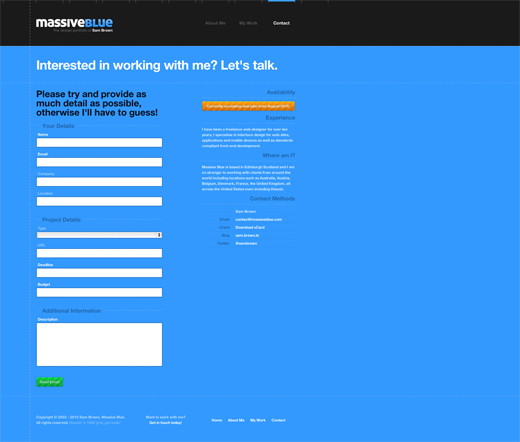 massiveBLUE
The design portfolio of Sam Brown
About Me
My Work
Contact
Interested in working with me? Let's talk.
Please try and provide as
much detail as possible,
otherwise I'll have to guess!
Your Details
Name
Email
Company
Location
Project Details
Type
URL
Deadline
Budget
Additional Information
Description
Send Email
Availability
Experience
I have been a freelance web designer for over ten
years. I specialise in interface design for web sites,
applications and mobile devices as well as standards
compliant front-end development.
Where am I?
Massive Blue is based in Edinburgh Scotland and I am
no stranger to working with clients from around the
world including locations such as Australia, Austria,
Belgium, Denmark, France, the United Kingdom, all
across the United States even including Hawaii.
Contact Methods
Sam Brown
Email contact@massiveblue.com
vCard Download vCard
Blog sam.brown.tc
Twitter @sambrown
Copyright © 2003 - 2010 Sam Brown, Massive Blue.
All rights reserved.
Want to work with me?
Get in touch today!
Home
About Me
My Work
Contact